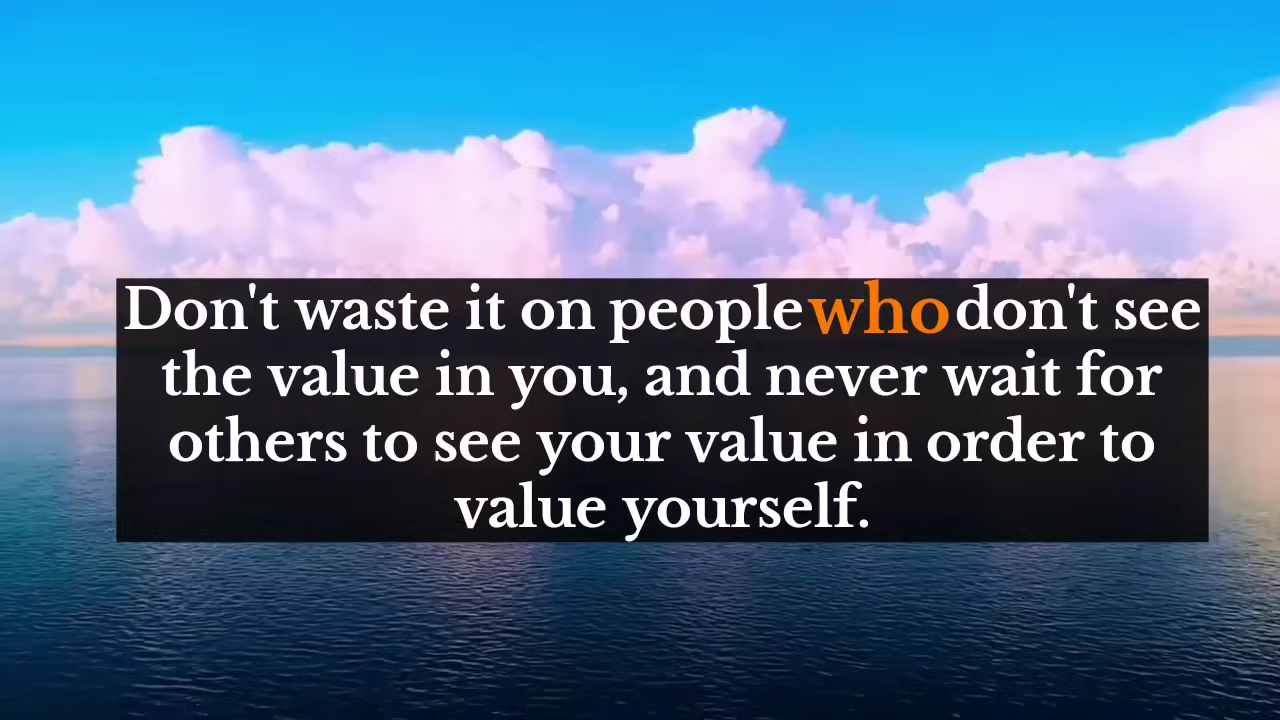 Don't waste it on people who don't see
the value in you, and never wait for
others to see your value in order to
value yourself.